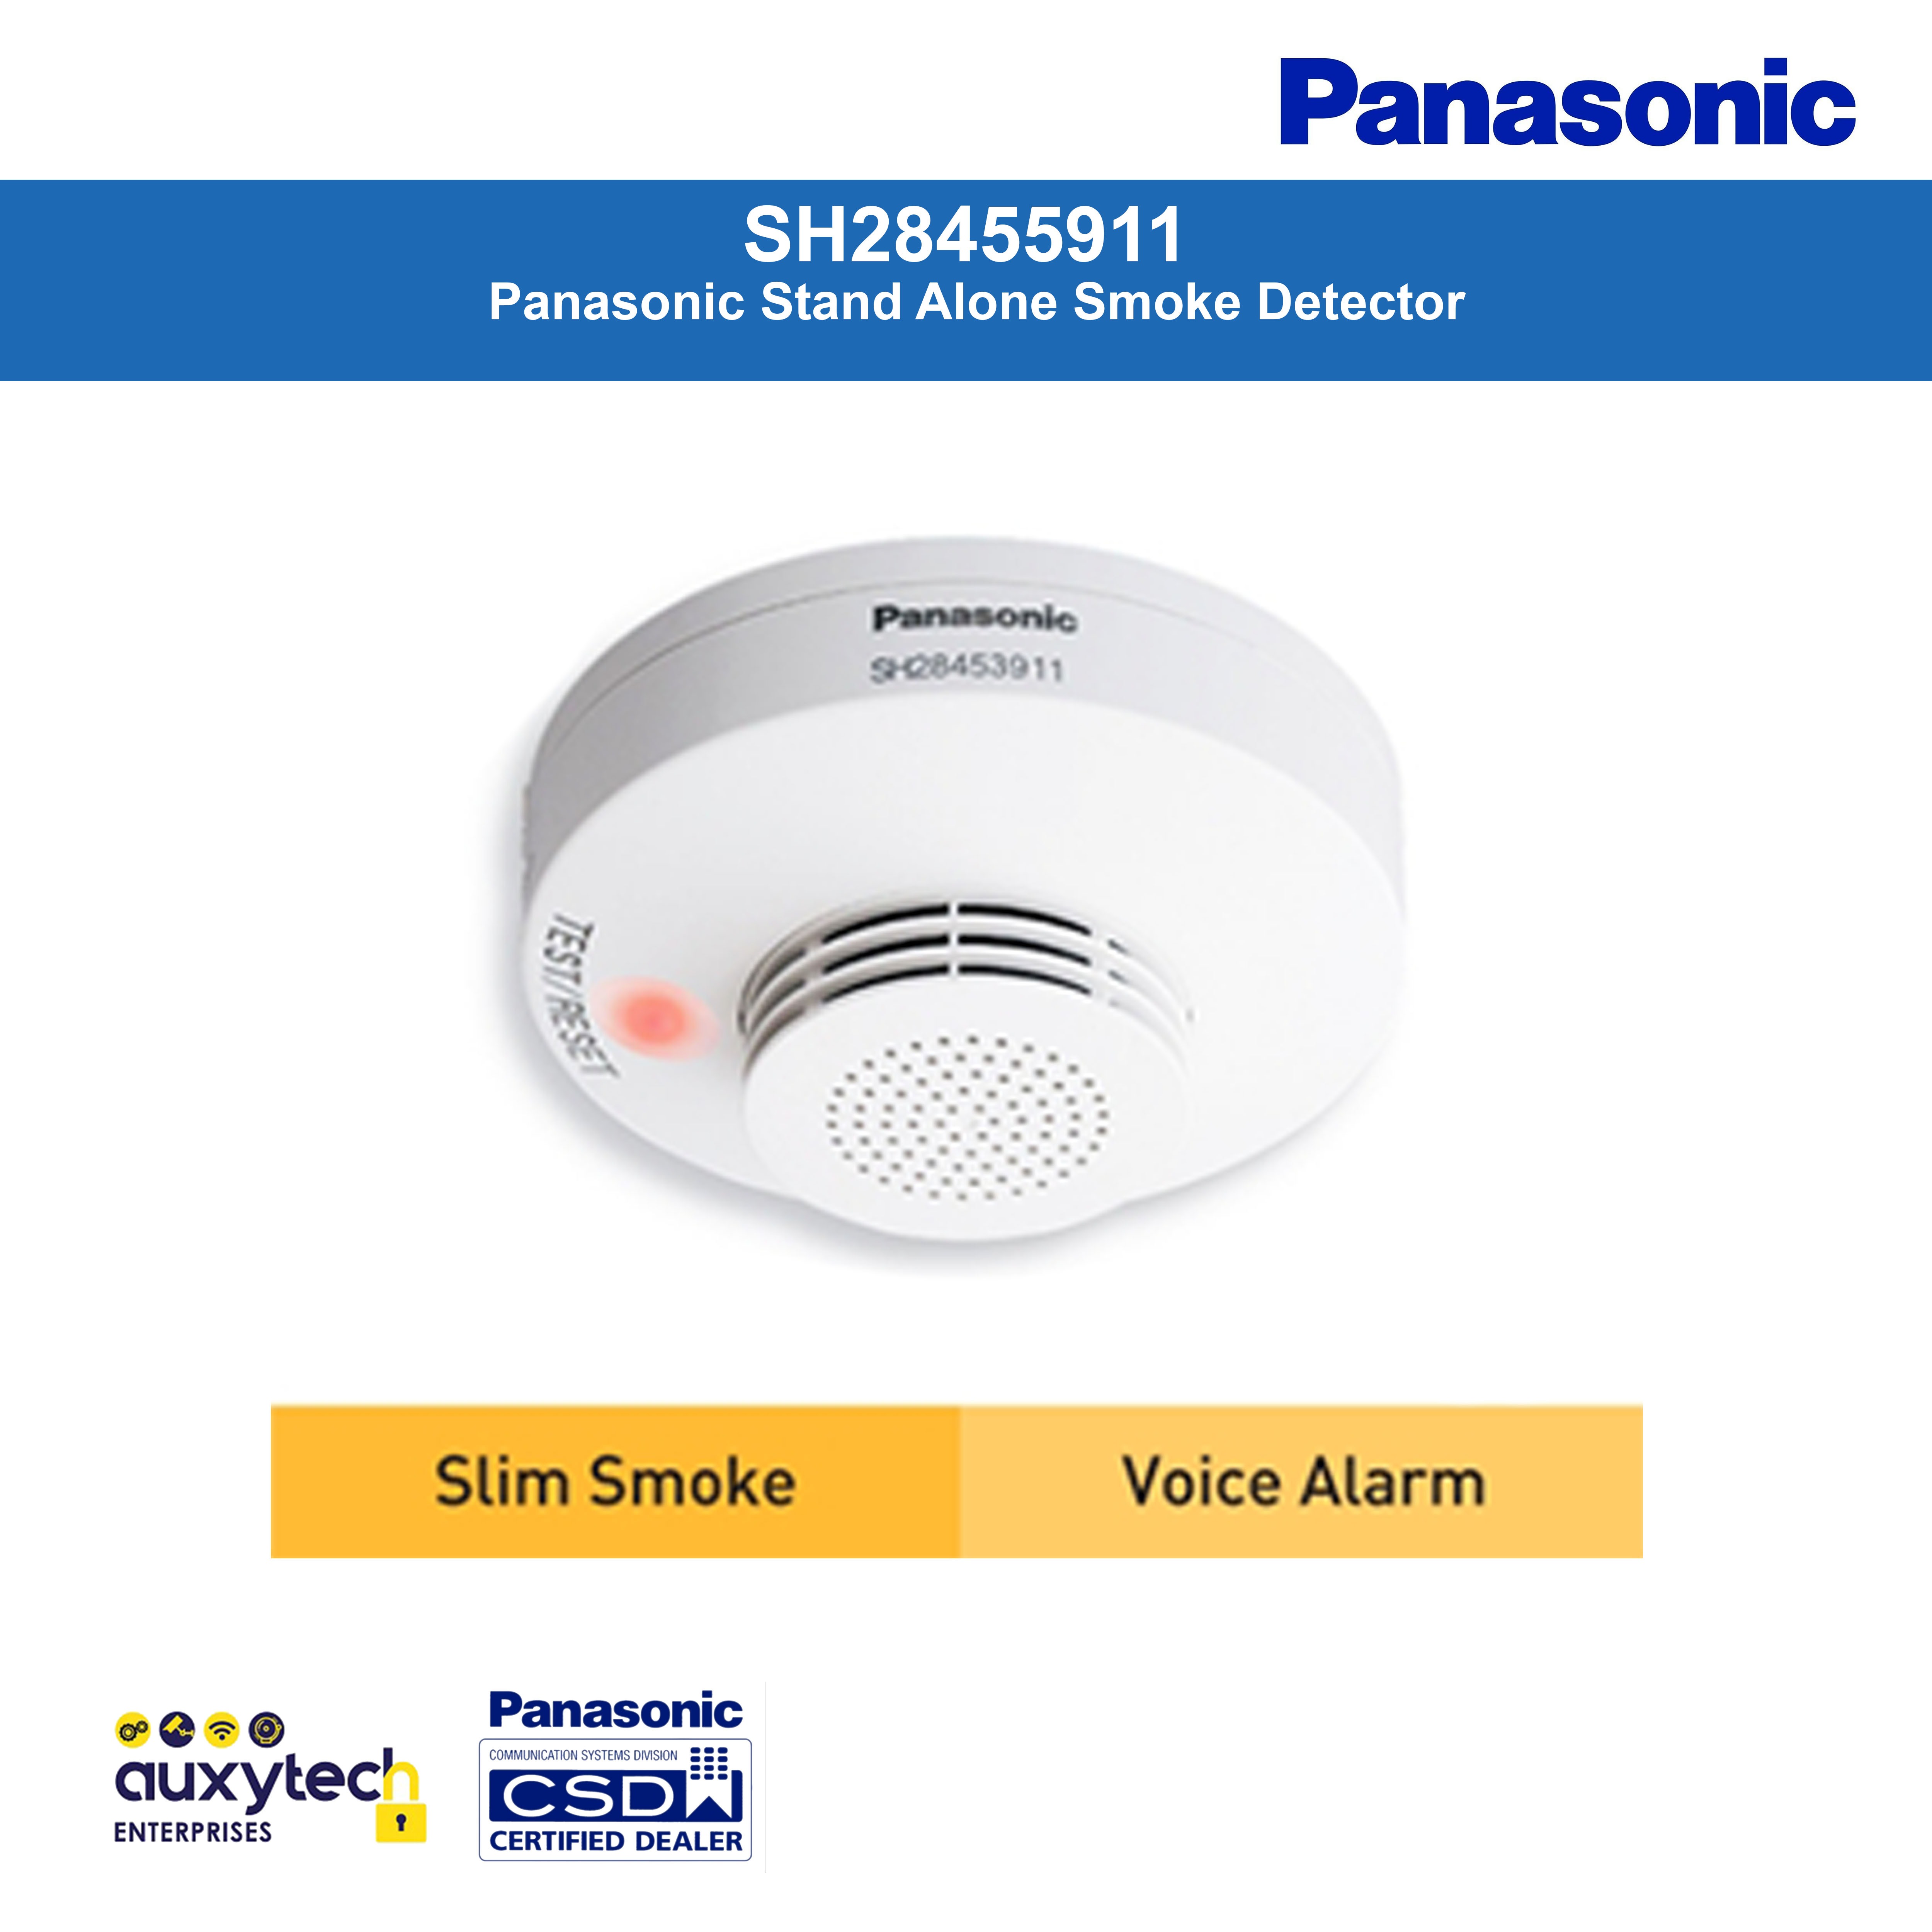 Panasonic
SH28455911
Panasonic Stand Alone Smoke Detector
Panasonic
SH28453911
TEST/RESET
Slim Smoke
Voice Alarm
auxytech
ENTERPRISES
Panasonic
COMMUNICATION SYSTEMS DIVISION
CSD
CERTIFIED DEALER